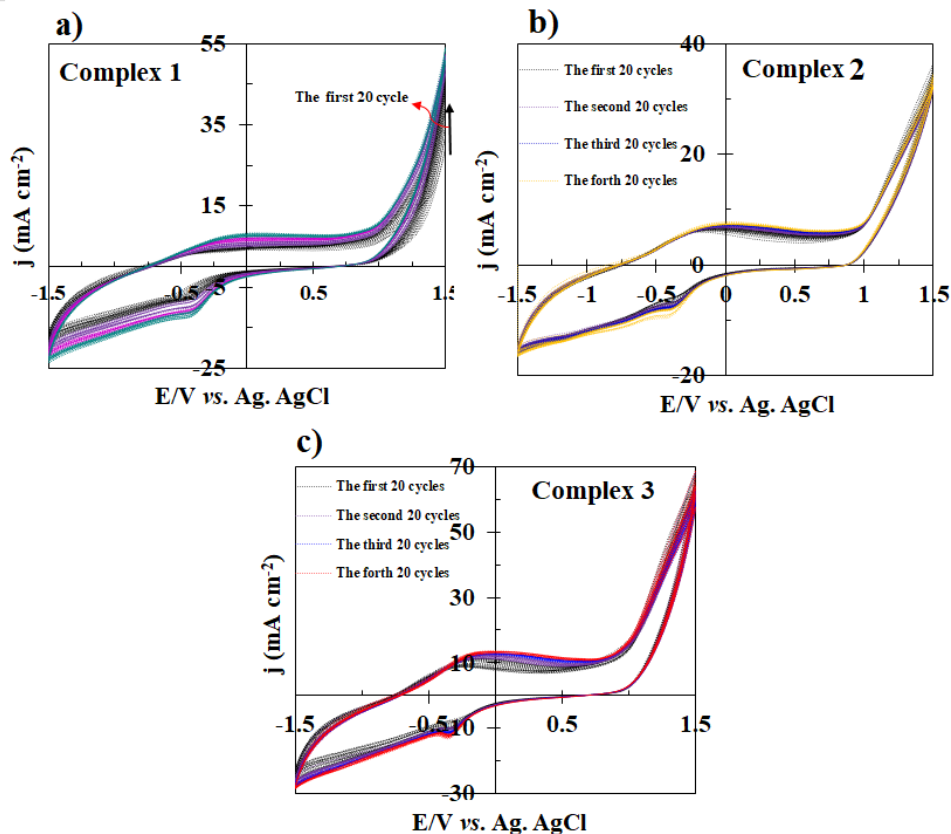 a)
Complex 1
The first 20 cycle
55
35
15
-5
-25
-1.5
-0.5
0.5
1.5
j (mA cm-2)
E/V vs. Ag. AgCl
b)
Complex 2
The first 20 cycles
The second 20 cycles
The third 20 cycles
The forth 20 cycles
40
20
0
-20
-1.5
-1
-0.5
0
0.5
1
1.5
j (mA cm-2)
E/V vs. Ag. AgCl
c)
Complex 3
The first 20 cycles
The second 20 cycles
The third 20 cycles
The forth 20 cycles
70
50
30
10
-10
-30
-1.5
-0.5
0.5
1.5
j (mA cm-2)
E/V vs. Ag. AgCl